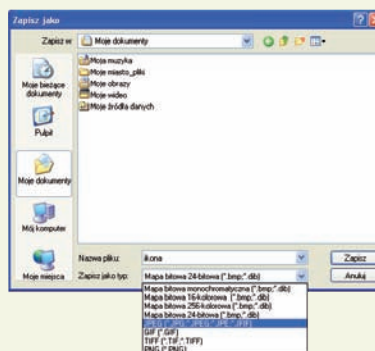 Zapisz jako
Zapisz w:
Moje dokumenty
Moja muzyka
Moje miasto_pliki
Moje obrazy
Moje wideo
Moje źródła danych
Moje bieżące
dokumenty
Pulpit
Moje dokumenty
Mój komputer
Moje miejsca
Nazwa pliku:
ikona
Zapisz
Zapisz jako typ:
Mapa bitowa 24-bitowa (*.bmp;*.dib)
Anuluj
Mapa bitowa monochromatyczna (*.bmp;*.dib)
Mapa bitowa 16-kolorowa (*.bmp;*.dib)
Mapa bitowa 256-kolorowa (*.bmp;*.dib)
Mapa bitowa 24-bitowa (*.bmp;*.dib)
JPEG (*.JPG;*.JPEG;*.JPE;*.JFIF)
GIF (*.GIF)
TIFF (*.TIF;*.TIFF)
PNG (*.PNG)